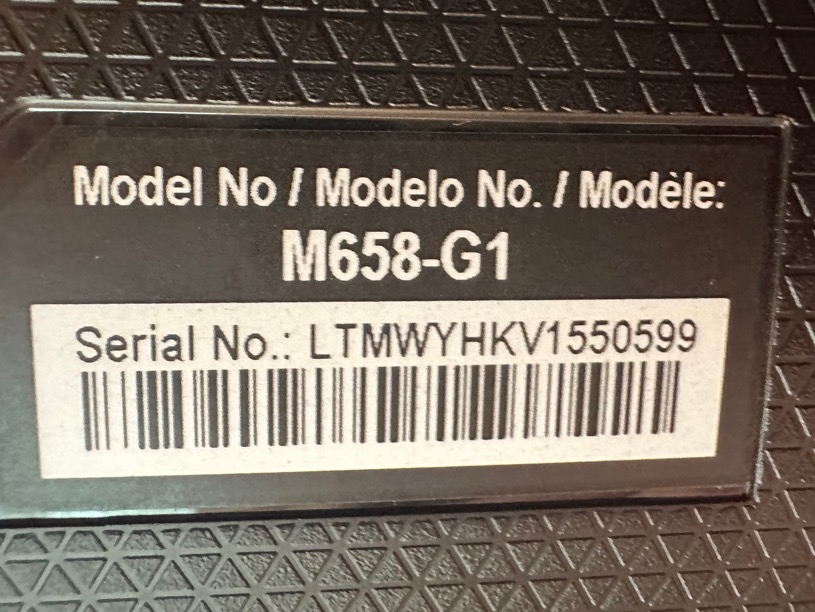 Model No / Modelo No. / Modèle:
M658-G1
Serial No.: LTMWYHKV1550599